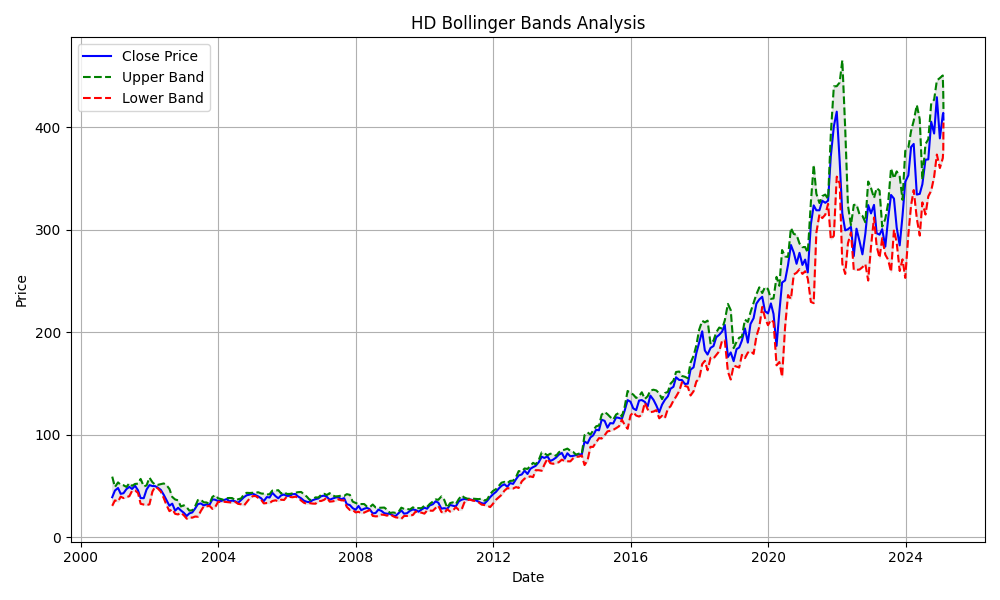 HD Bollinger Bands Analysis
Close Price
Upper Band
Lower Band
Price
400
300
200
100
0
2000 2004 2008 2012 2016 2020 2024
Date